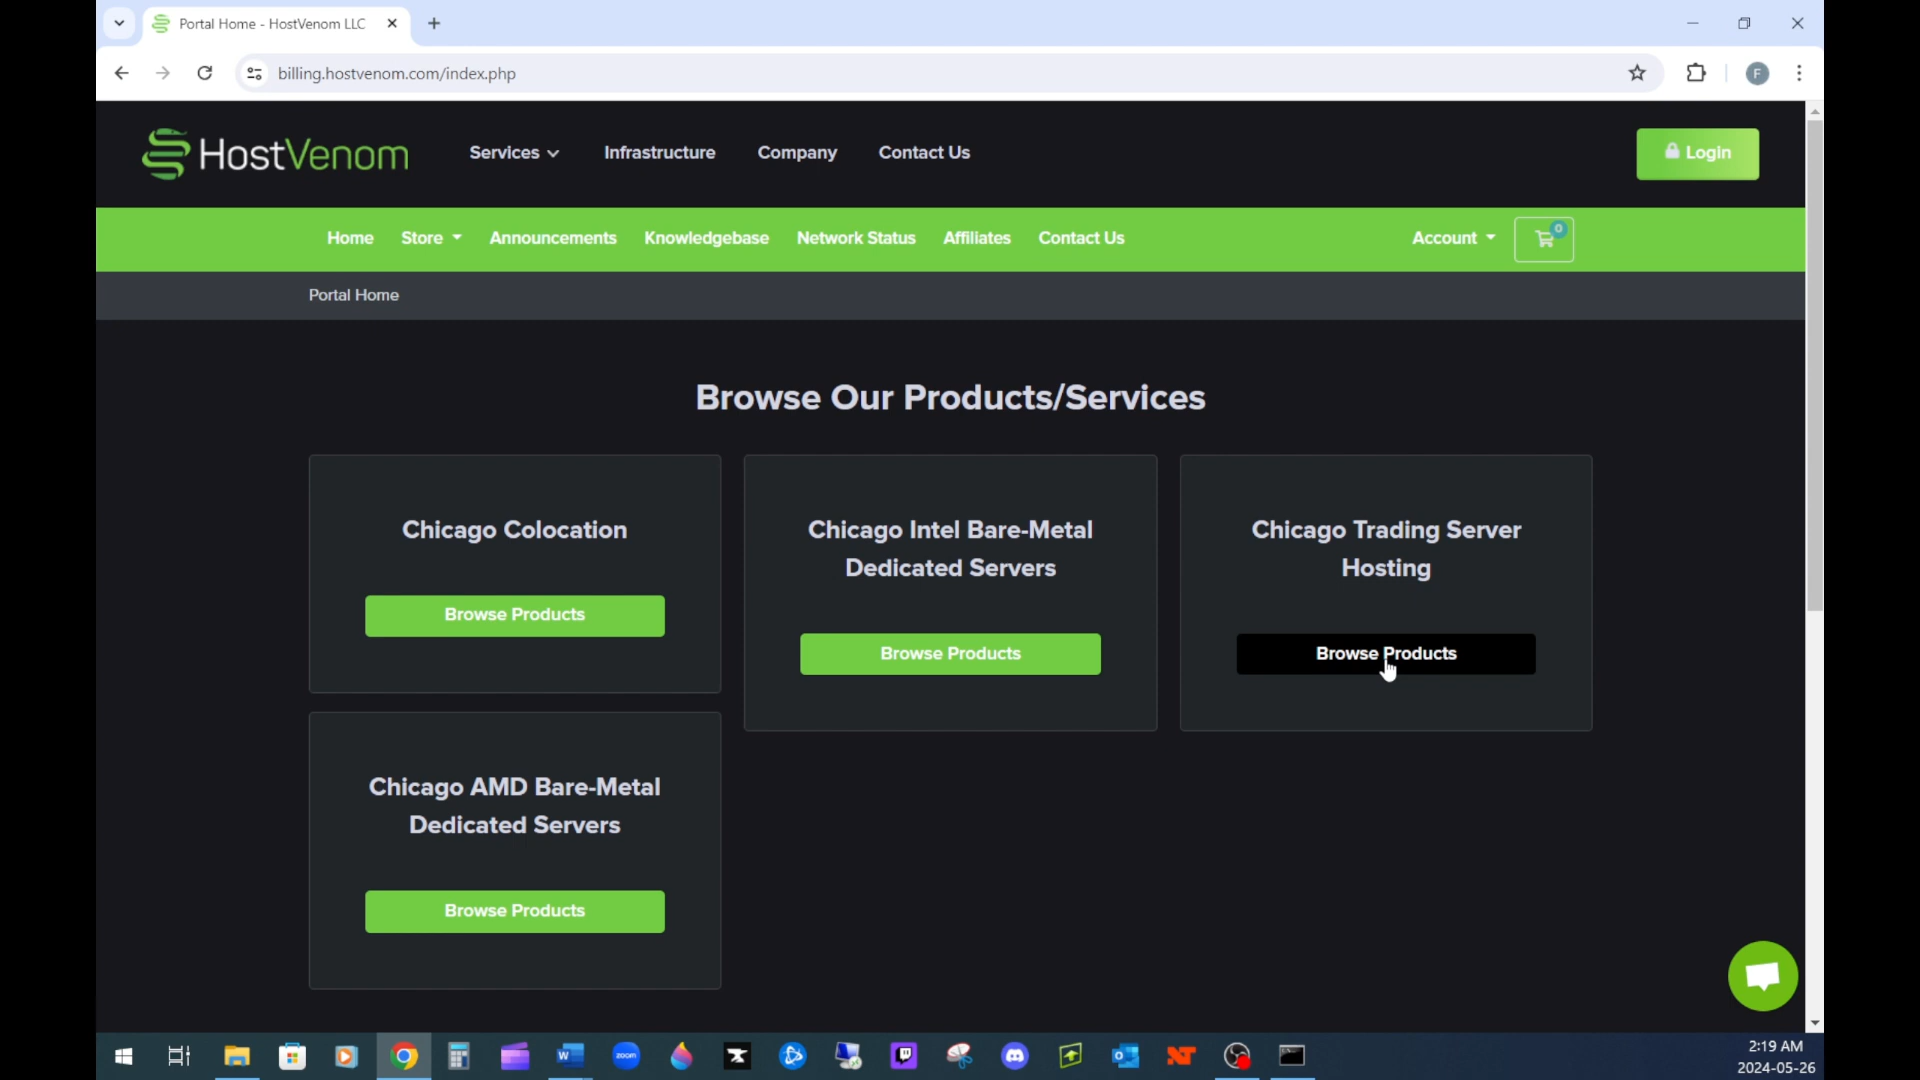 Portal Home - HostVenom LLC
billing.hostvenom.com/index.php
F
HostVenom
Services
Infrastructure
Company
Contact Us
Login
Home
Store
Announcements
Knowledgebase
Network Status
Affiliates
Contact Us
Account
0
Portal Home
Browse Our Products/Services
Chicago Colocation
Browse Products
Chicago Intel Bare-Metal
Dedicated Servers
Browse Products
Chicago Trading Server
Hosting
Browse Products
Chicago AMD Bare-Metal
Dedicated Servers
Browse Products
W
zoom
2:19 AM
2024-05-26